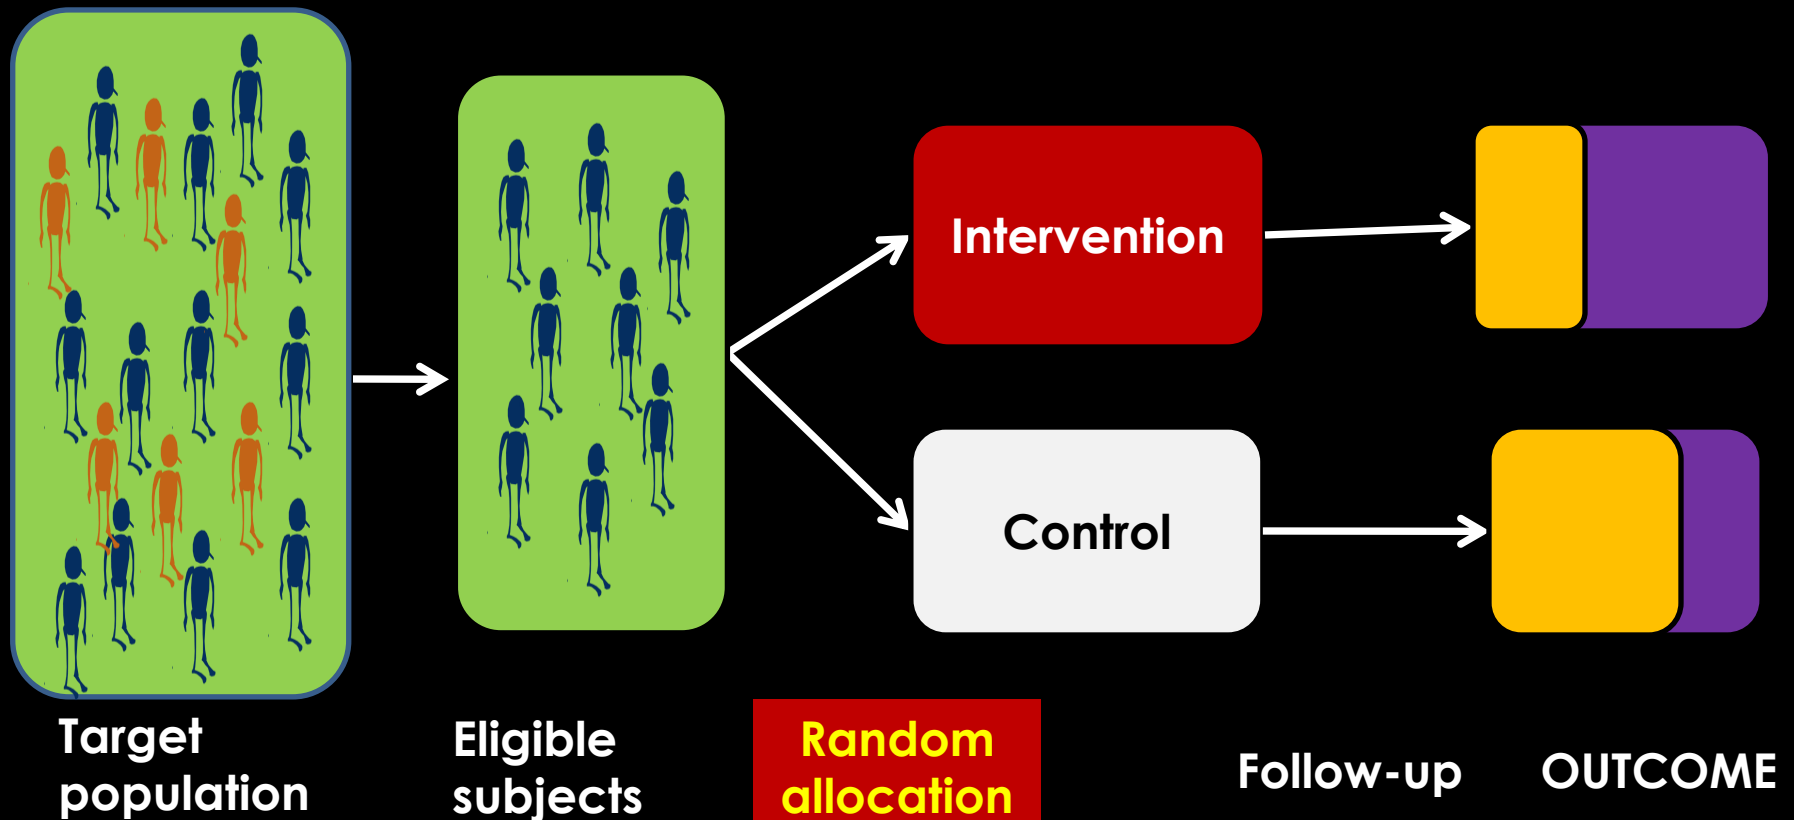 Intervention
Control
Target
population
Eligible
subjects
Random
allocation
Follow-up
OUTCOME